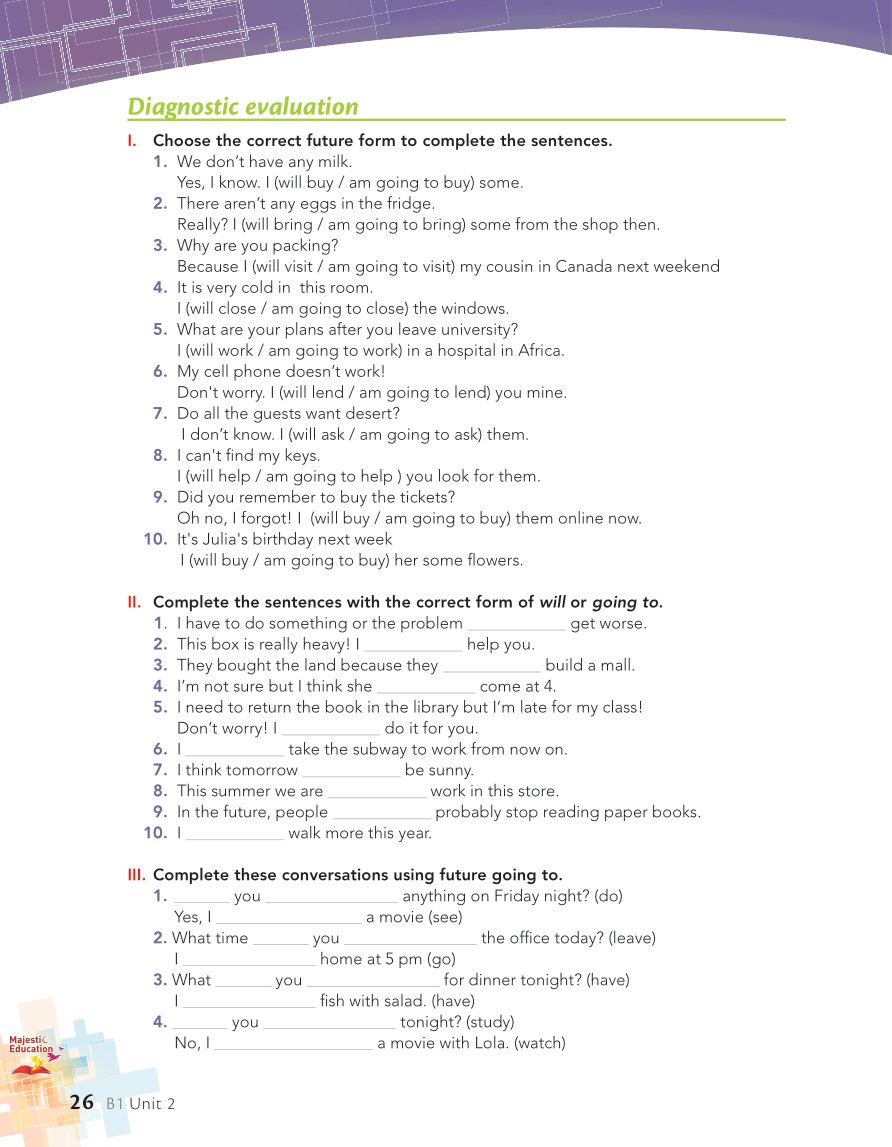 Diagnostic evaluation
I. Choose the correct future form to complete the sentences.
1. We don’t have any milk.
Yes, I know. I (will buy / am going to buy) some.
2. There aren’t any eggs in the fridge.
Really? I (will bring / am going to bring) some from the shop then.
3. Why are you packing?
Because I (will visit / am going to visit) my cousin in Canada next weekend
4. It is very cold in this room.
I (will close / am going to close) the windows.
5. What are your plans after you leave university?
I (will work / am going to work) in a hospital in Africa.
6. My cell phone doesn’t work!
Don't worry. I (will lend / am going to lend) you mine.
7. Do all the guests want desert?
I don’t know. I (will ask / am going to ask) them.
8. I can't find my keys.
I (will help / am going to help ) you look for them.
9. Did you remember to buy the tickets?
Oh no, I forgot! I (will buy / am going to buy) them online now.
10. It's Julia's birthday next week
I (will buy / am going to buy) her some flowers.
II. Complete the sentences with the correct form of will or going to.
1. I have to do something or the problem ____________ get worse.
2. This box is really heavy! I ____________ help you.
3. They bought the land because they ____________ build a mall.
4. I’m not sure but I think she ____________ come at 4.
5. I need to return the book in the library but I’m late for my class!
Don’t worry! I ____________ do it for you.
6. I ____________ take the subway to work from now on.
7. I think tomorrow ____________ be sunny.
8. This summer we are ____________ work in this store.
9. In the future, people ____________ probably stop reading paper books.
10. I ____________ walk more this year.
III. Complete these conversations using future going to.
1. _______ you ________________ anything on Friday night? (do)
Yes, I __________________ a movie (see)
2. What time _______ you ________________ the office today? (leave)
I ________________ home at 5 pm (go)
3. What _______ you ________________ for dinner tonight? (have)
I ________________ fish with salad. (have)
4. _______ you ________________ tonight? (study)
No, I ___________________ a movie with Lola. (watch)
Majestic
Education
26 B1 Unit 2